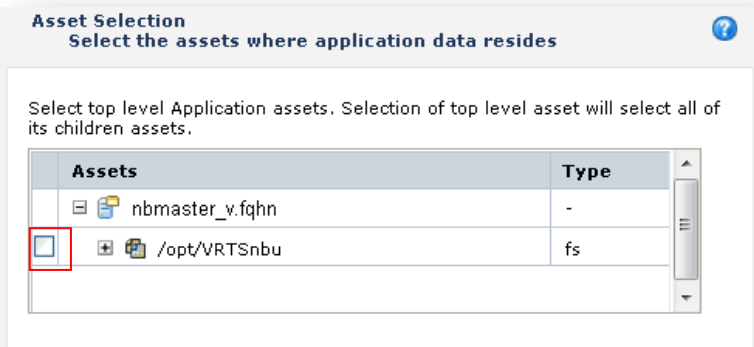 Asset Selection
Select the assets where application data resides
?
Select top level Application assets. Selection of top level asset will select all of
its children assets.
Assets Type
nbmaster_v.fqhn -
/opt/VRTSnbu fs